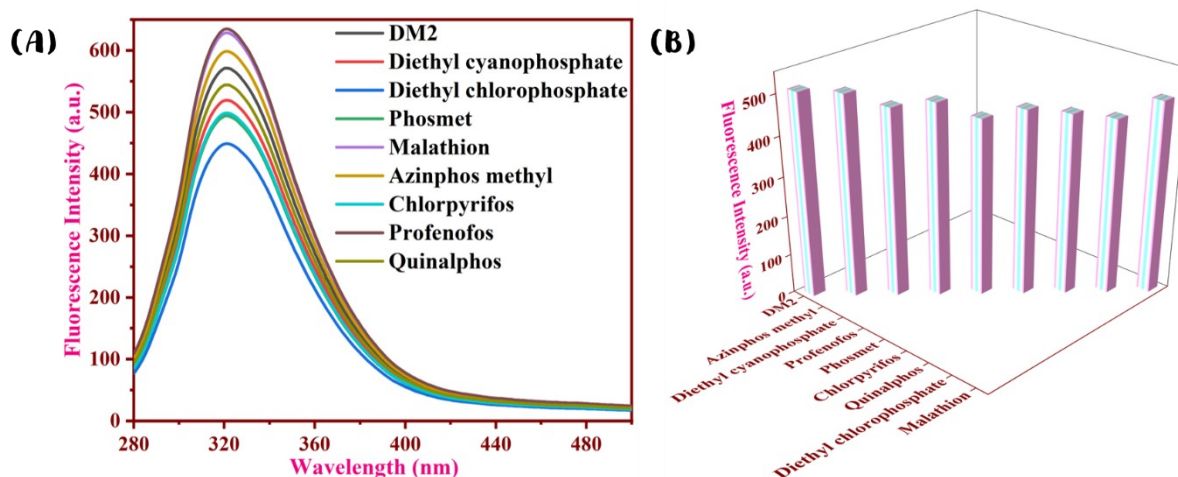 (A)
Fluorescence Intensity (a.u.)
600
500
400
300
200
100
0
280
320
360
400
440
480
Wavelength (nm)
DM2
Diethyl cyanophosphate
Diethyl chlorophosphate
Phosmet
Malathion
Azinphos methyl
Chlorpyrifos
Profenofos
Quinalphos
(B)
Fluorescence Intensity (a.u.)
500
400
300
200
100
0
DM2
Azinphos methyl
Diethyl cyanophosphate
Profenofos
Phosmet
Chlorpyrifos
Quinalphos
Diethyl chlorophosphate
Malathion